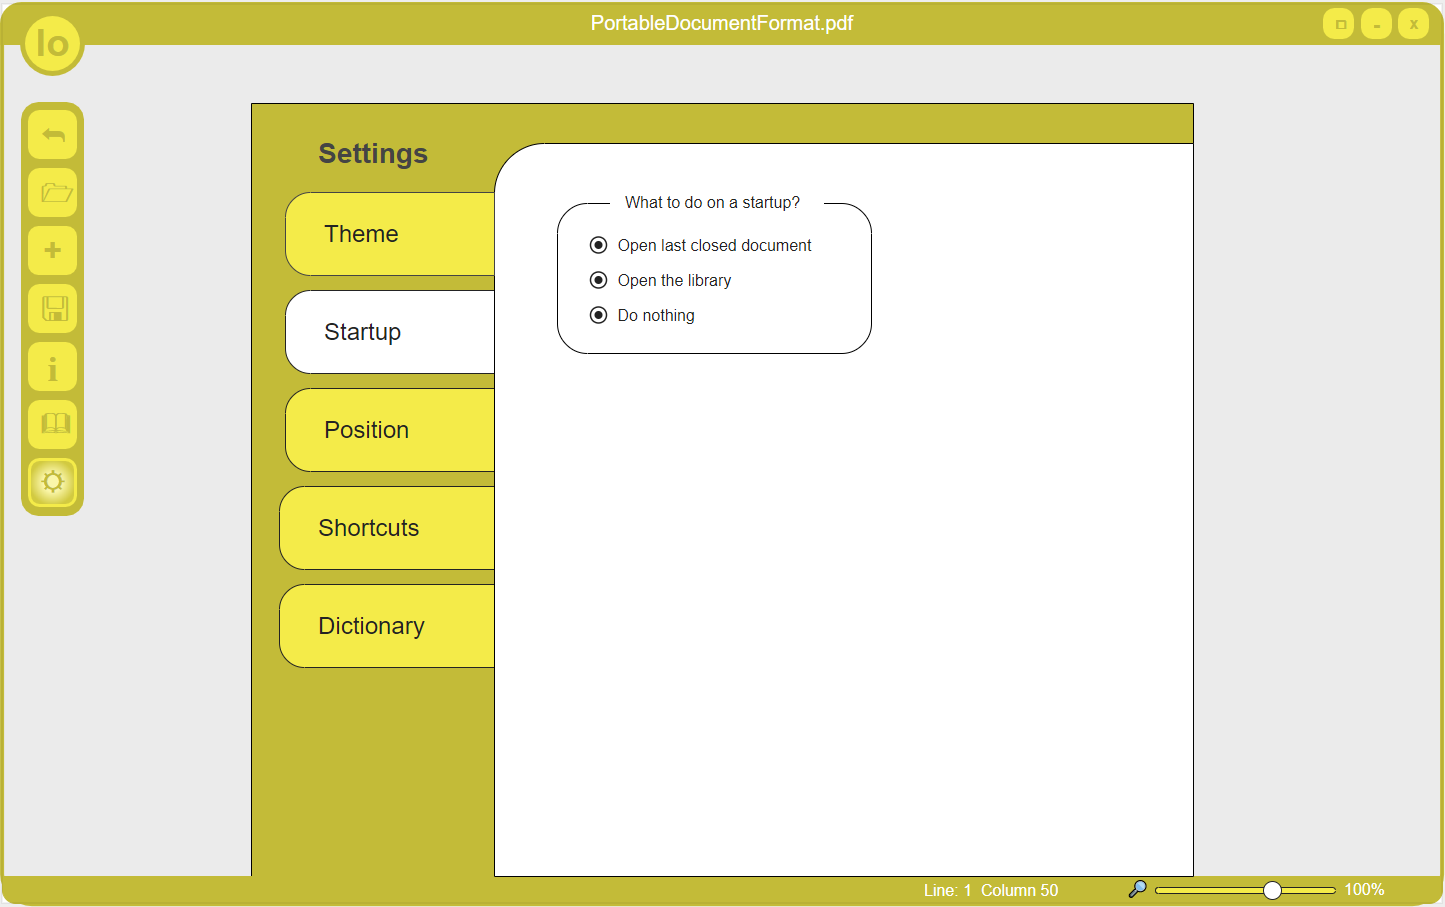 PortableDocumentFormat.pdf
lo
x
Settings
What to do on a startup?
Theme
Open last closed document
Open the library
Do nothing
Startup
Position
Shortcuts
Dictionary
Line: 1 Column 50
100%